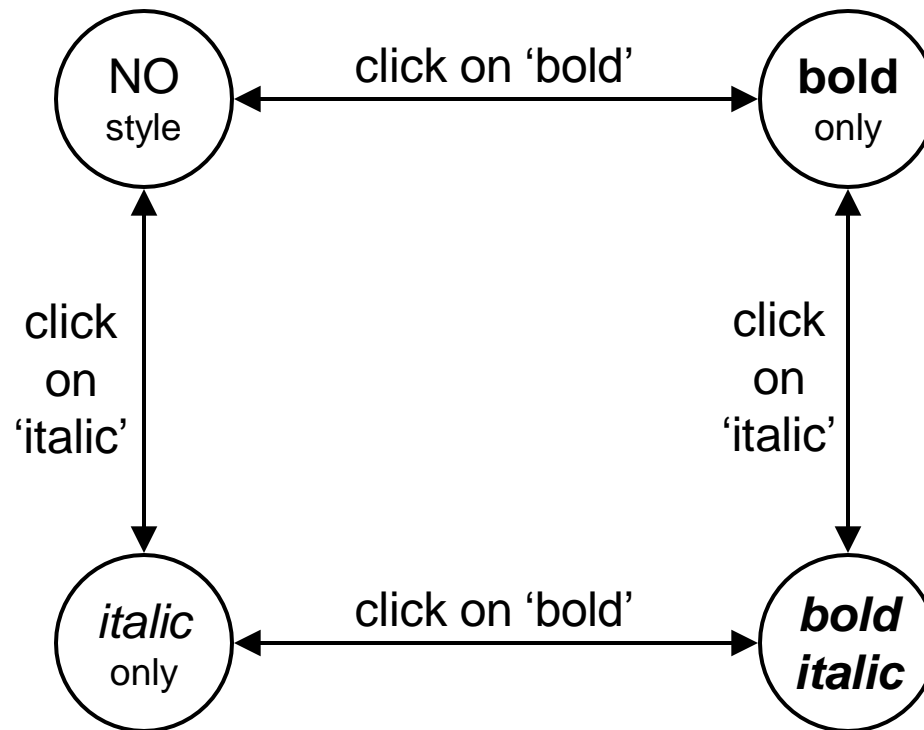 NO
style
click on ‘bold’
bold
only
click
on
‘italic’
click
on
‘italic’
italic
only
click on ‘bold’
bold
italic